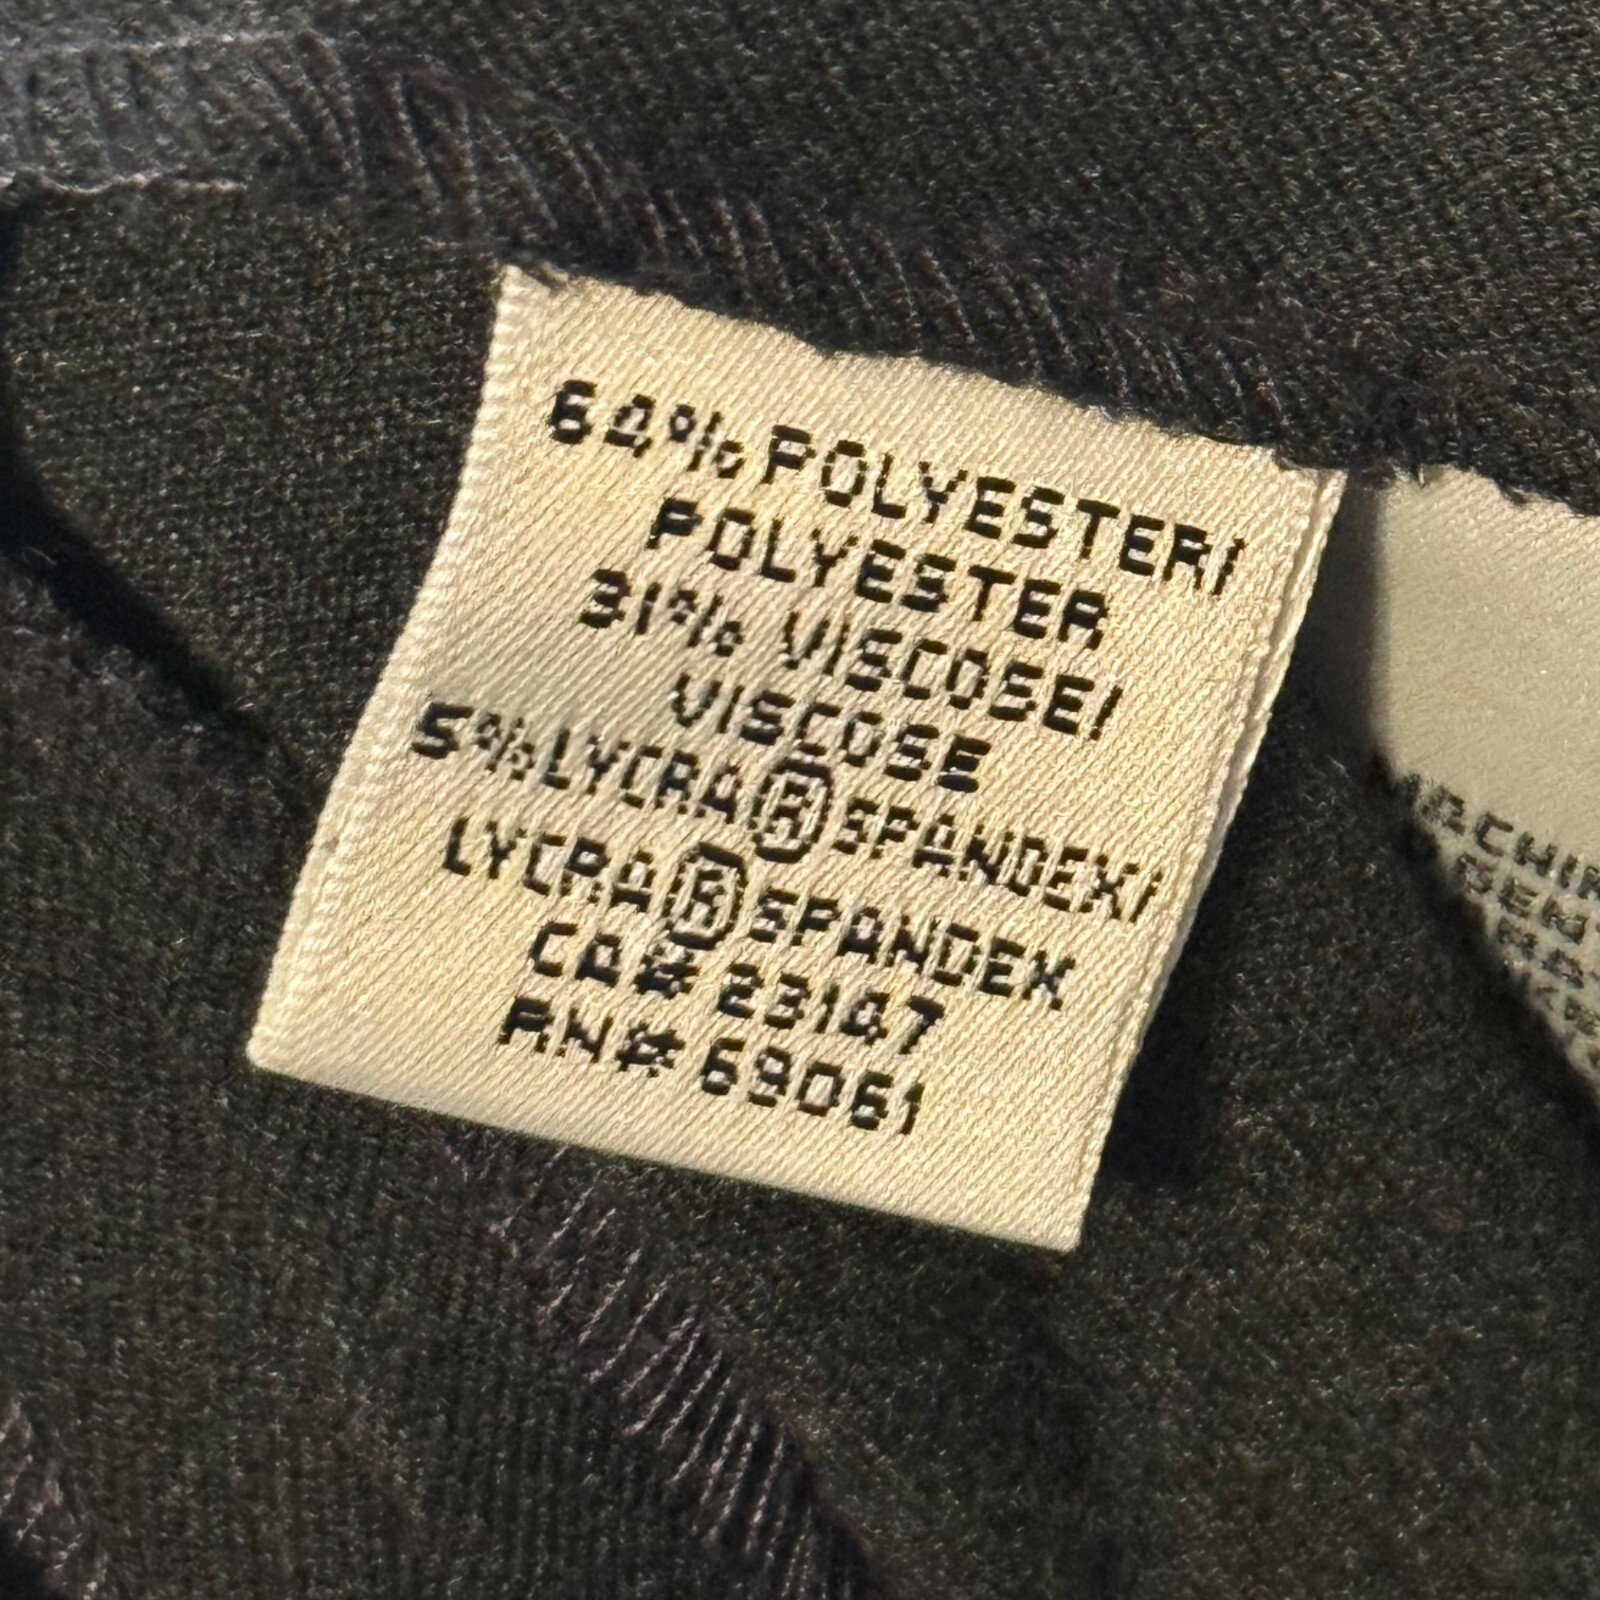 64% POLYESTER/
POLYESTER
31% VISCOSE/
VISCOSE
5% LYCRA® SPANDEX/
LYCRA® SPANDEX
CA# 23147
RN# 69061